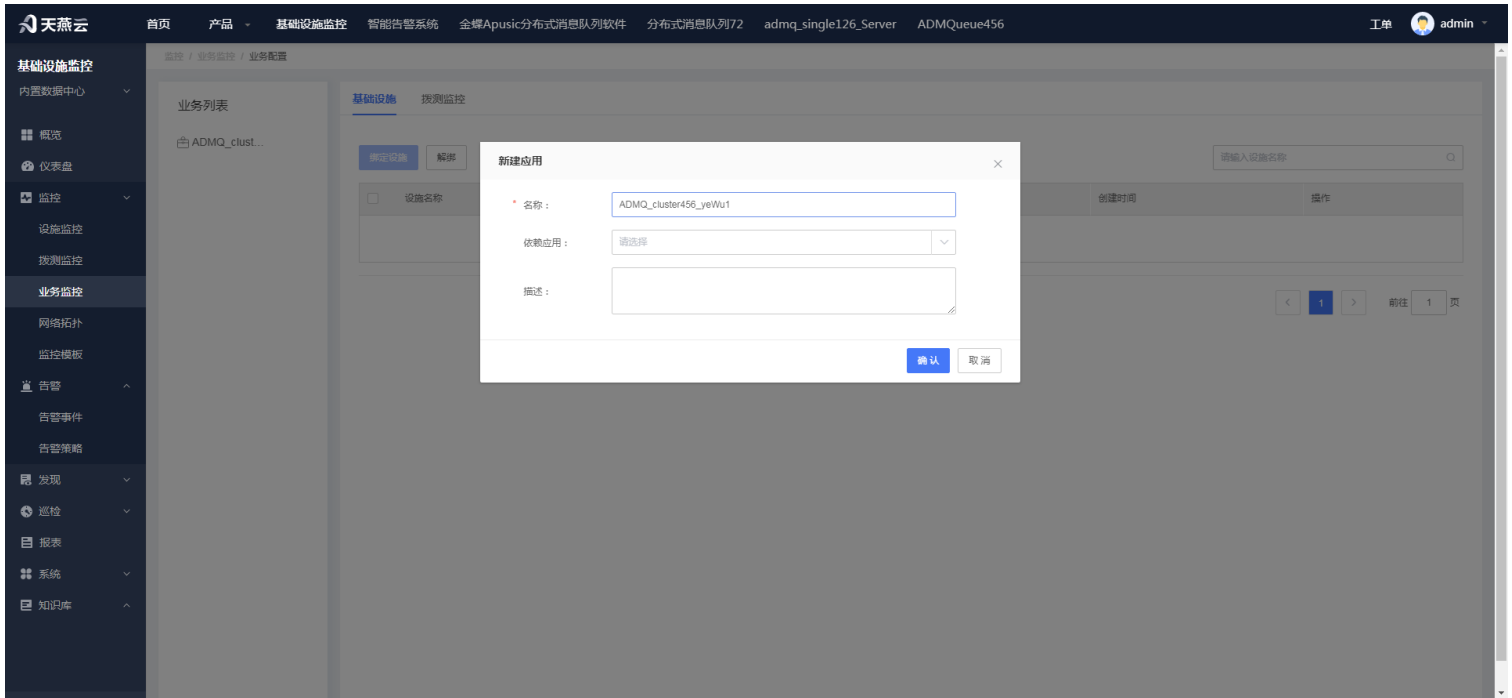 天燕云
首页 产品 基础设施监控 智能告警系统 金蝶Apusic分布式消息队列软件 分布式消息队列72 admq_single126_Server ADMQueue456 工单 admin
基础设施监控
内置数据中心
概览
仪表盘
监控
设施监控
拨测监控
业务监控
网络拓扑
监控模板
告警
告警事件
告警策略
发现
巡检
报表
系统
知识库
监控 / 业务监控 / 业务配置
业务列表
ADMQ_clust...
基础设施 拨测监控
绑定设施 解绑 请输入设施名称
设施名称 创建时间 操作
1 前往 1 页
新建应用
* 名称： ADMQ_cluster456_yeWu1
依赖应用： 请选择
描述：
确认 取消